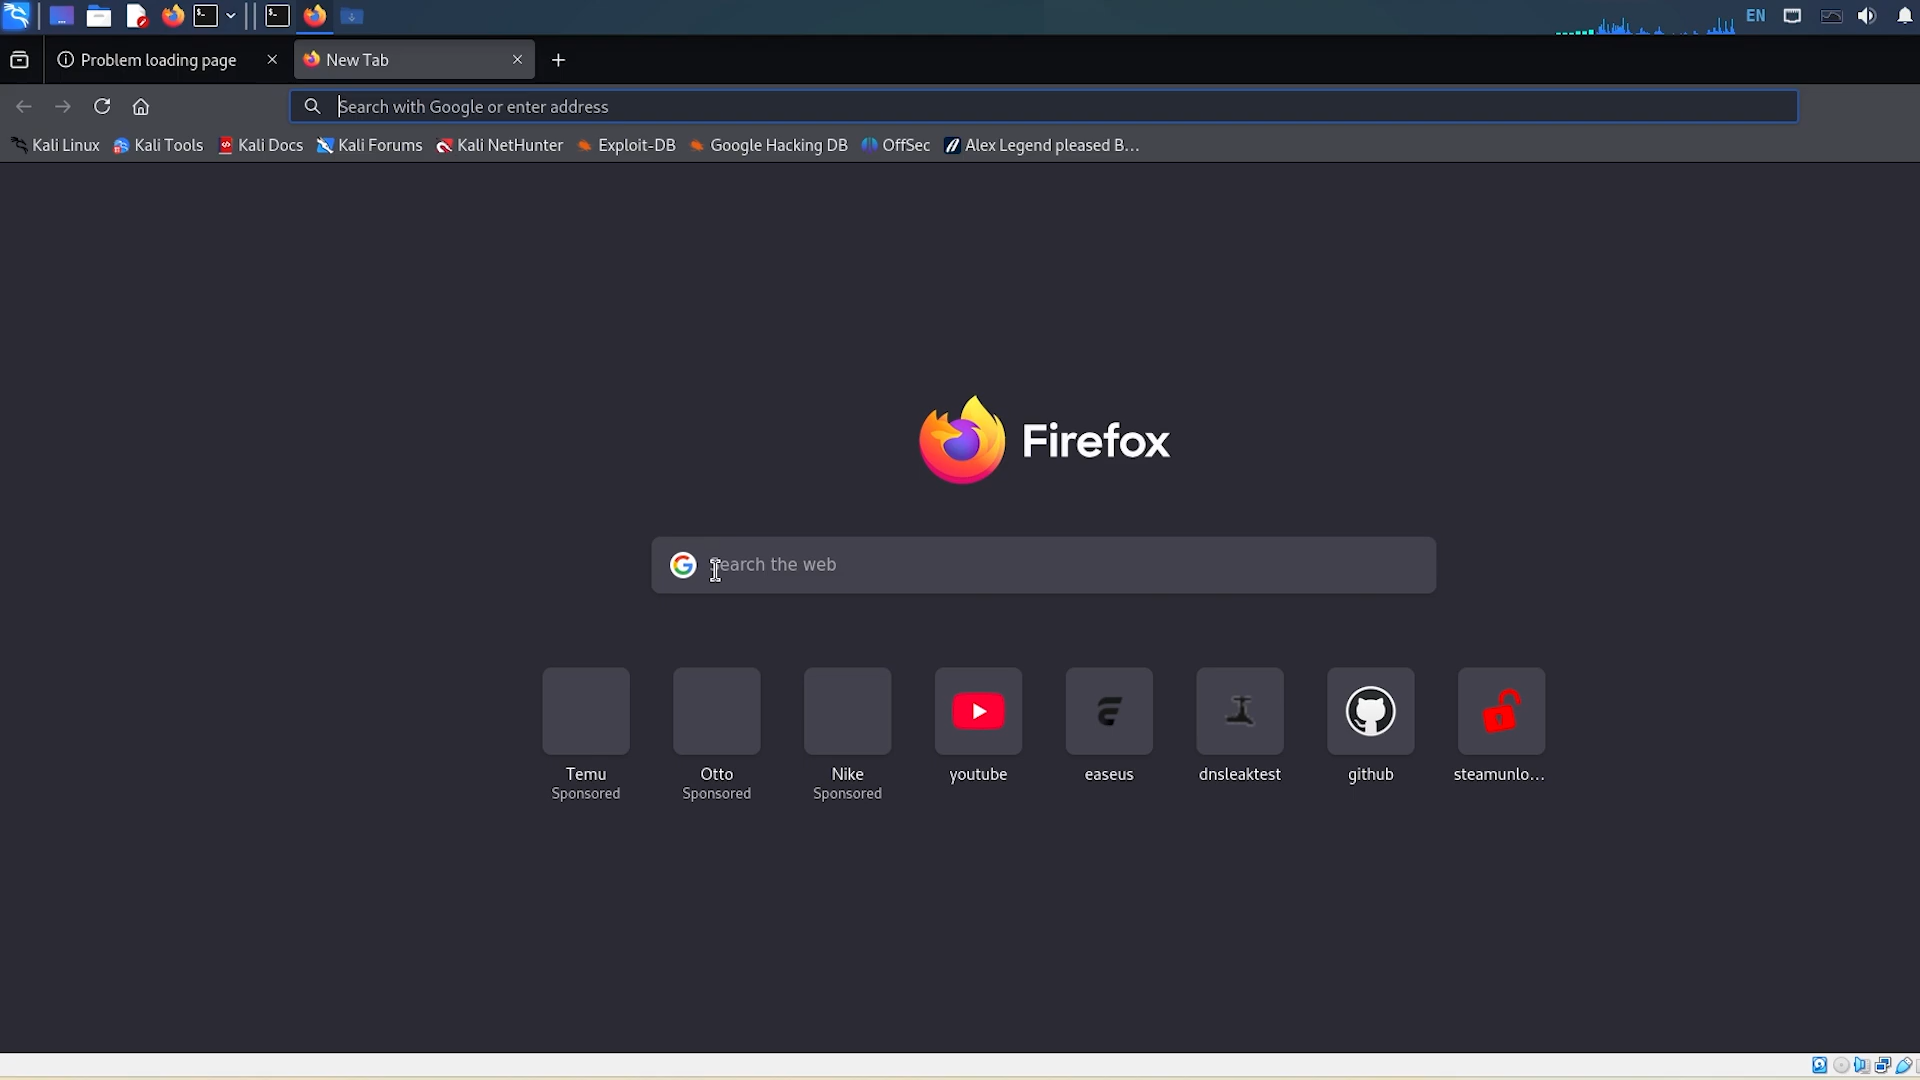 EN
Problem loading page
New Tab
Search with Google or enter address
Kali Linux
Kali Tools
Kali Docs
Kali Forums
Kali NetHunter
Exploit-DB
Google Hacking DB
OffSec
Alex Legend pleased B…
Firefox
Search the web
Temu
Sponsored
Otto
Sponsored
Nike
Sponsored
youtube
easeus
dnsleaktest
github
steamunlo…